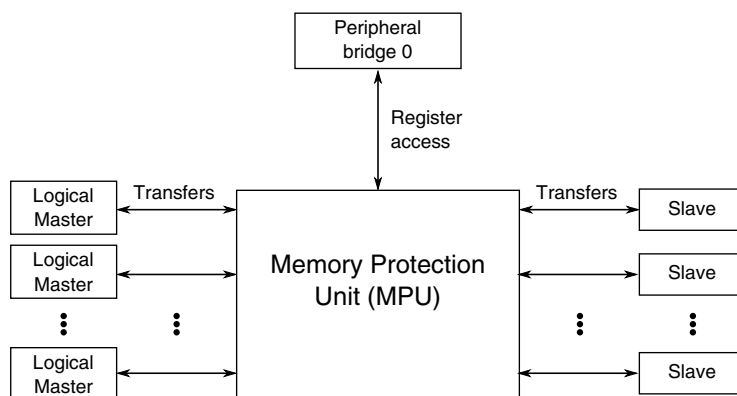 Peripheral
bridge 0
Register
access
Logical
Master
Transfers
Transfers
Slave
Memory Protection
Unit (MPU)
Logical
Master
Slave
Logical
Master
Slave